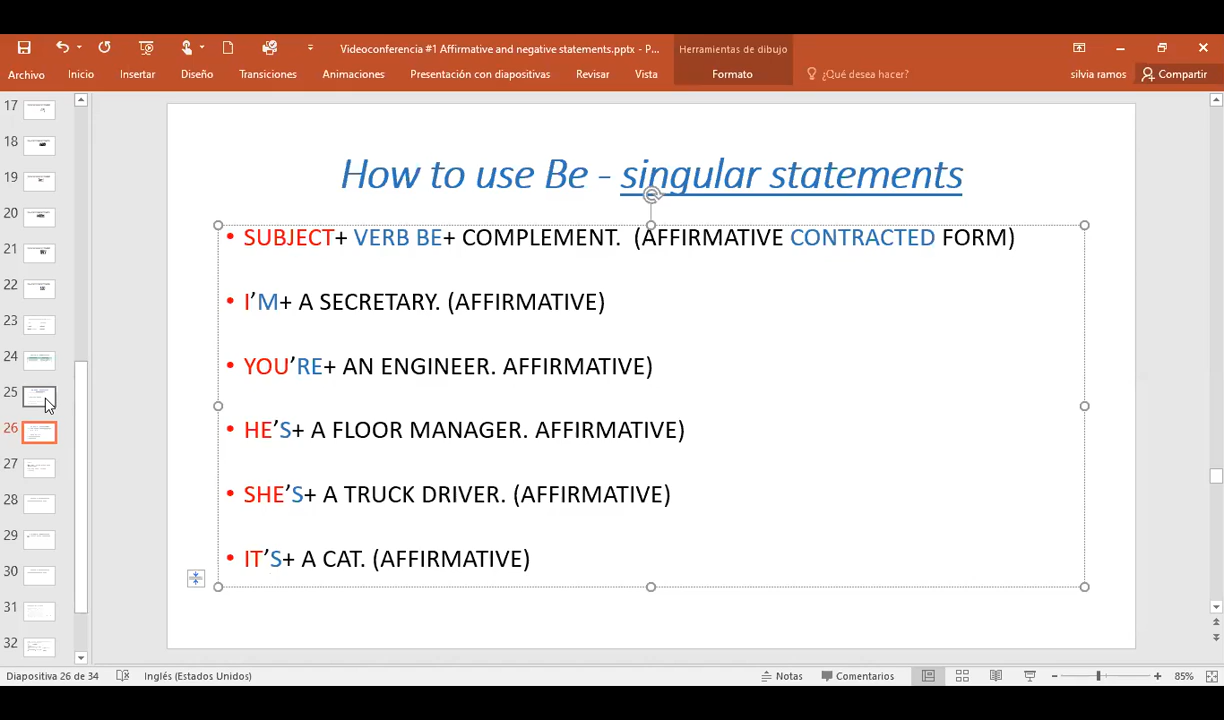 Videoconferencia #1 Affirmative and negative statements.pptx - P...
Herramientas de dibujo
Archivo Inicio Insertar Diseño Transiciones Animaciones Presentación con diapositivas Revisar Vista Formato ¿Qué desea hacer? silvia ramos Compartir
17
18
19
20
21
22
23
24
25
26
27
28
29
30
31
32
How to use Be - singular statements
• SUBJECT+ VERB BE+ COMPLEMENT. (AFFIRMATIVE CONTRACTED FORM)
• I’M+ A SECRETARY. (AFFIRMATIVE)
• YOU’RE+ AN ENGINEER. AFFIRMATIVE)
• HE’S+ A FLOOR MANAGER. AFFIRMATIVE)
• SHE’S+ A TRUCK DRIVER. (AFFIRMATIVE)
• IT’S+ A CAT. (AFFIRMATIVE)
Diapositiva 26 de 34 Inglés (Estados Unidos) Notas Comentarios 85%